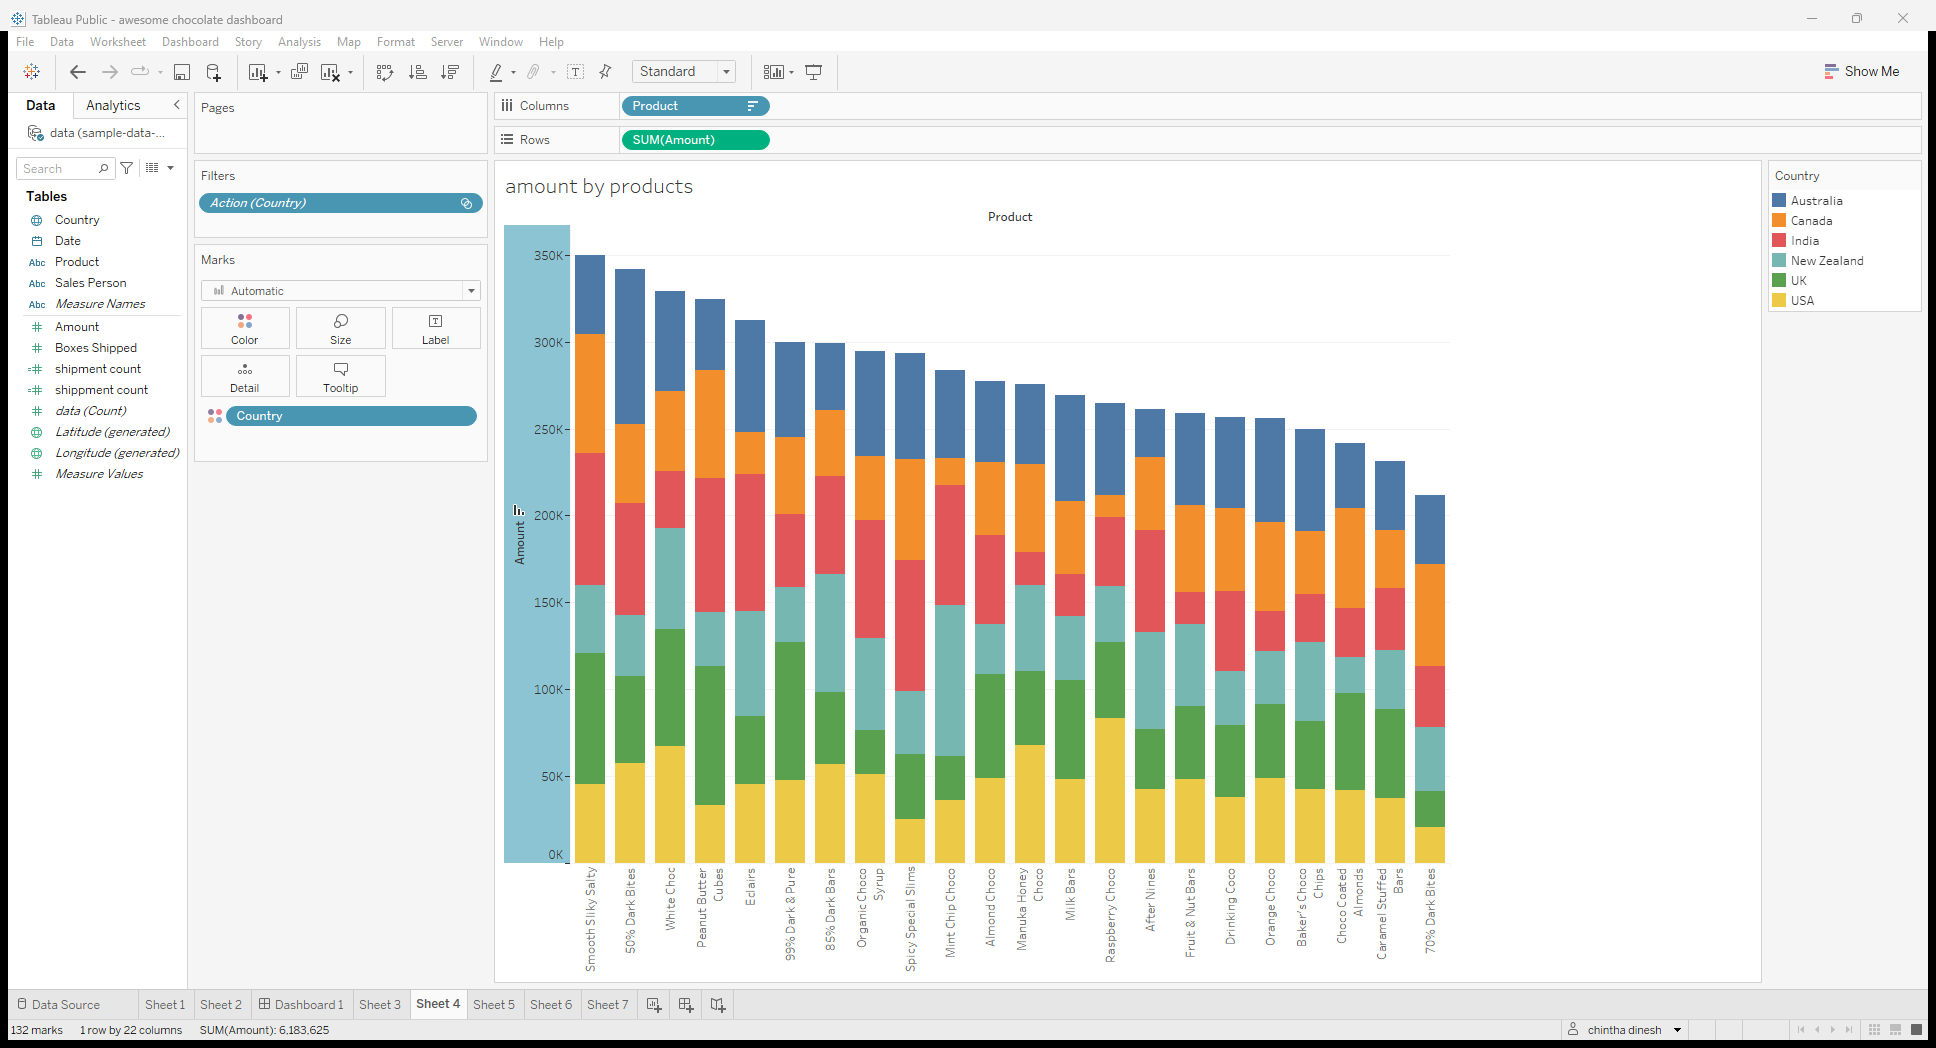 Tableau Public - awesome chocolate dashboard
File Data Worksheet Dashboard Story Analysis Map Format Server Window Help
Standard
Show Me
Data Analytics
data (sample-data-...
Search
Tables
Country
Date
Abc Product
Abc Sales Person
Abc Measure Names
Amount
Boxes Shipped
shipment count
shippment count
data (Count)
Latitude (generated)
Longitude (generated)
Measure Values
Pages
Filters
Action (Country)
Marks
Automatic
Color Size Label
Detail Tooltip
Country
Columns Product
Rows SUM(Amount)
amount by products
Product
350K
300K
250K
200K
150K
100K
50K
0K
Amount
Smooth Sliky Salty
50% Dark Bites
White Choc
Peanut Butter
Cubes
Eclairs
99% Dark & Pure
85% Dark Bars
Organic Choco
Syrup
Spicy Special Slims
Mint Chip Choco
Almond Choco
Manuka Honey
Choco
Milk Bars
Raspberry Choco
After Nines
Fruit & Nut Bars
Drinking Coco
Orange Choco
Baker's Choco
Chips
Choco Coated
Almonds
Caramel Stuffed
Bars
70% Dark Bites
Country
Australia
Canada
India
New Zealand
UK
USA
Data Source Sheet 1 Sheet 2 Dashboard 1 Sheet 3 Sheet 4 Sheet 5 Sheet 6 Sheet 7
132 marks 1 row by 22 columns SUM(Amount): 6,183,625
chintha dinesh